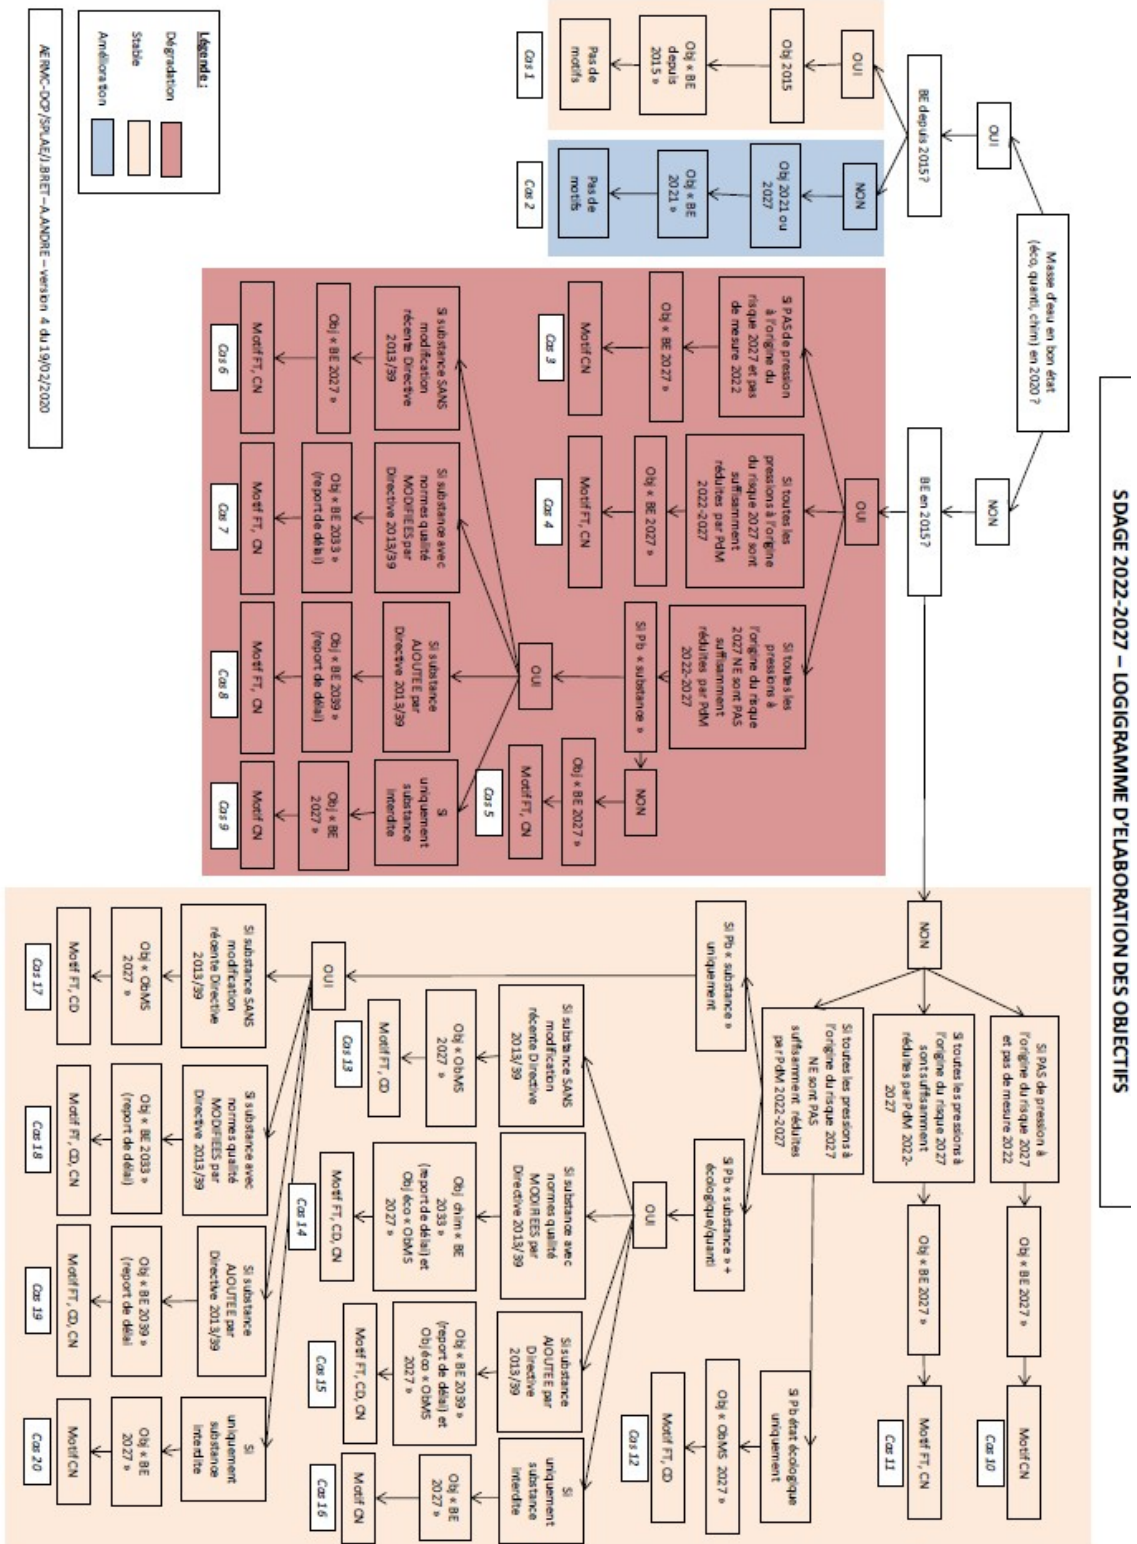 SDAGE 2022-2027 – LOGIGRAMME D'ELABORATION DES OBJECTIFS
Masse d'eau en bon état
(éco, quanti, chim) en 2020 ?
OUI
NON
BE depuis 2015 ?
BE en 2015 ?
OUI
Obj 2015
Obj « BE
depuis
2015 »
Pas de
motifs
Cas 1
NON
Obj 2021 ou
2027
Obj « BE
2021 »
Pas de
motifs
Cas 2
OUI
Si PAS de pression
à l'origine du
risque 2027 et pas
de mesure 2022
Obj « BE 2027 »
Motif CN
Cas 3
Si toutes les
pressions à l'origine
du risque 2027 sont
suffisamment
réduites par PdM
2022-2027
Obj « BE 2027 »
Motif FT, CN
Cas 4
Si toutes les
pressions à
l'origine du risque
2027 NE sont PAS
suffisamment
réduites par PdM
2022-2027
Si Pb « substance »
NON
Obj « BE 2027 »
Motif FT, CN
Cas 5
OUI
Si substance SANS
modification
récente Directive
2013/39
Obj « BE 2027 »
Motif FT, CN
Cas 6
Si substance avec
normes qualité
MODIFIEES par
Directive 2013/39
Obj « BE 2033 »
(report de délai)
Motif FT, CN
Cas 7
Si substance
AJOUTEE par
Directive 2013/39
Obj « BE 2039 »
(report de délai)
Motif FT, CN
Cas 8
Si
uniquement
substance
interdite
Obj « BE
2027 »
Motif CN
Cas 9
NON
Si PAS de pression à
l'origine du risque 2027
et pas de mesure 2022
Obj « BE 2027 »
Motif CN
Cas 10
Si toutes les pressions à
l'origine du risque 2027
sont suffisamment
réduites par PdM 2022-
2027
Obj « BE 2027 »
Motif FT, CN
Cas 11
Si toutes les pressions à
l'origine du risque 2027
NE sont PAS
suffisamment réduites
par PdM 2022-2027
Si Pb état écologique
uniquement
Obj « ObMS 2027 »
Motif FT, CD
Cas 12
Si Pb « substance » +
écologique/quanti
OUI
Si substance SANS
modification
récente Directive
2013/39
Obj « ObMS
2027 »
Motif FT, CD
Cas 13
Si substance avec
normes qualité
MODIFIEES par
Directive 2013/39
Obj chim « BE
2033 »
(report de délai) et
Obj éco « ObMS
2027 »
Motif FT, CD, CN
Cas 14
Si substance
AJOUTEE par
Directive
2013/39
Obj « BE 2039 »
(report de délai) et
Obj éco « ObMS
2027 »
Motif FT, CD, CN
Cas 15
Si
uniquement
substance
interdite
Obj « BE
2027 »
Motif CN
Cas 16
Si Pb « substance »
uniquement
OUI
Si substance SANS
modification
récente Directive
2013/39
Obj « ObMS
2027 »
Motif FT, CD
Cas 17
Si substance avec
normes qualité
MODIFIEES par
Directive 2013/39
Obj « BE 2033 »
(report de délai)
Motif FT, CD, CN
Cas 18
Si substance
AJOUTEE par
Directive 2013/39
Obj « BE 2039 »
(report de délai
Motif FT, CD, CN
Cas 19
Si
uniquement
substance
interdite
Obj « BE
2027 »
Motif CN
Cas 20
Légende :
Dégradation
Stable
Amélioration
AERMC-DCP/SPLAE/J.BRET – A.ANDRE – version 4 du 19/02/2020